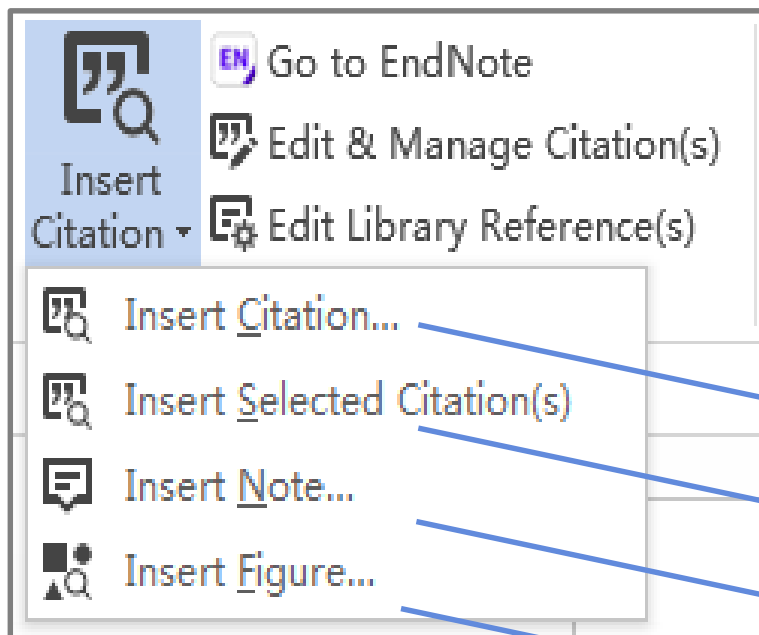 Insert
Citation
EN Go to EndNote
Edit & Manage Citation(s)
Edit Library Reference(s)
Insert Citation...
Insert Selected Citation(s)
Insert Note...
Insert Figure...